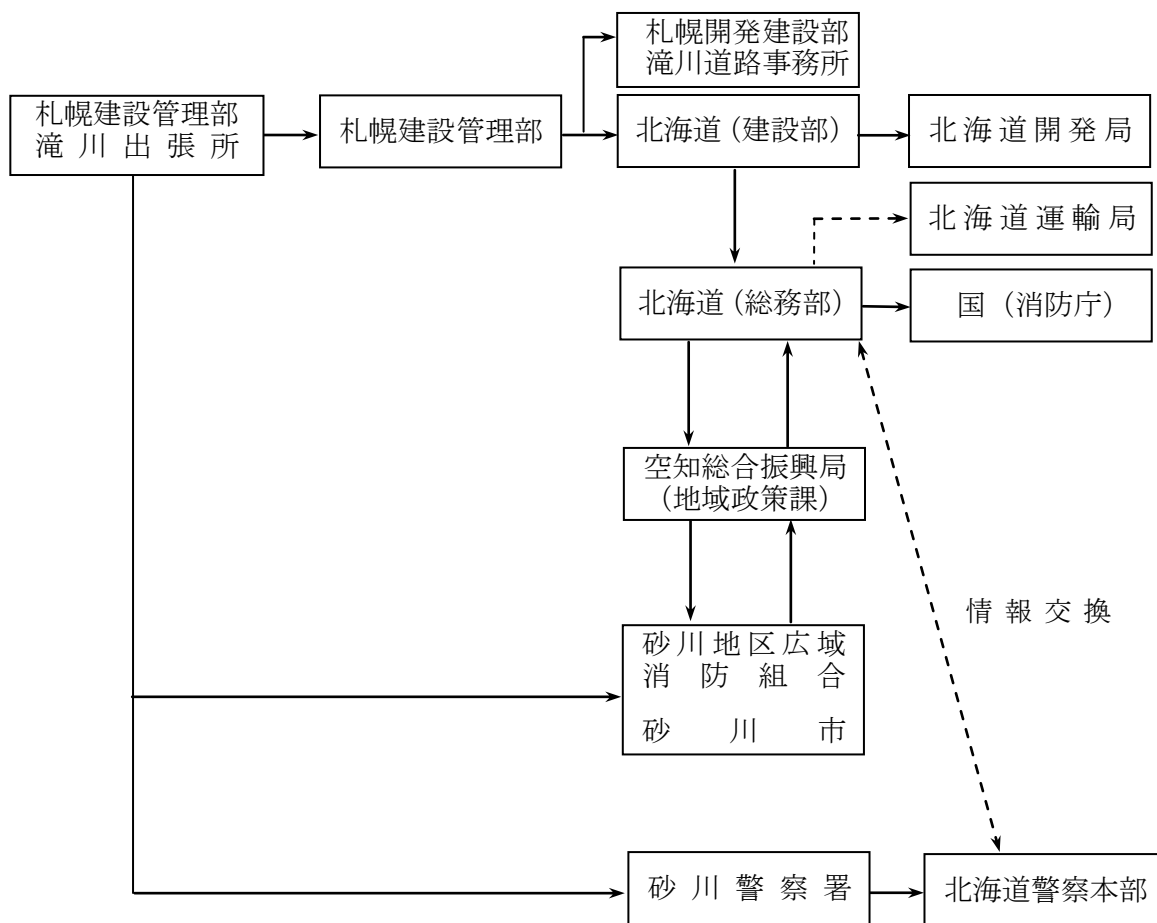 札幌開発建設部
滝川道路事務所
札幌建設管理部
滝川出張所
札幌建設管理部
北海道(建設部)
北海道開発局
北海道運輸局
北海道(総務部)
国(消防庁)
空知総合振興局
(地域政策課)
情報交換
砂川地区広域
消防組合
砂川市
砂川警察署
北海道警察本部